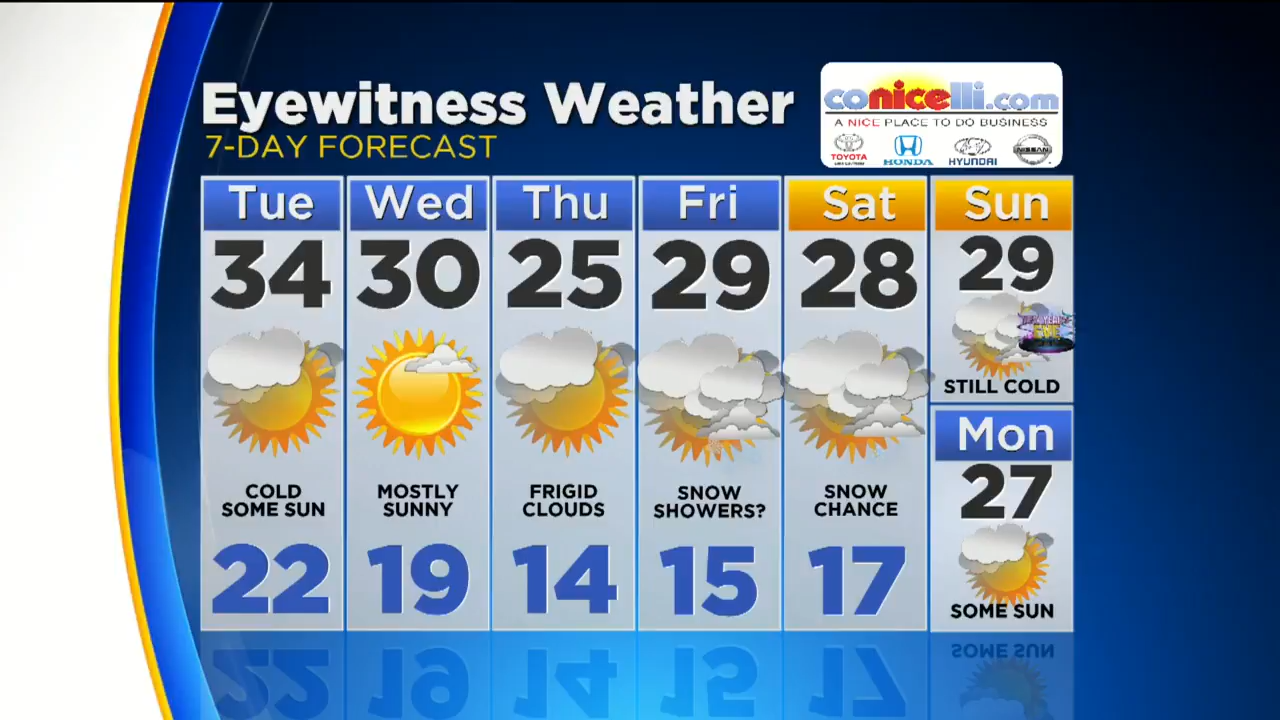 Eyewitness Weather
7-DAY FORECAST
conicelli.com
A NICE PLACE TO DO BUSINESS
TOYOTA
HONDA
HYUNDAI
NISSAN
Tue
34
COLD
SOME SUN
22
Wed
30
MOSTLY
SUNNY
19
Thu
25
FRIGID
CLOUDS
14
Fri
29
SNOW
SHOWERS?
15
Sat
28
SNOW
CHANCE
17
Sun
29
EVE
STILL COLD
Mon
27
SOME SUN